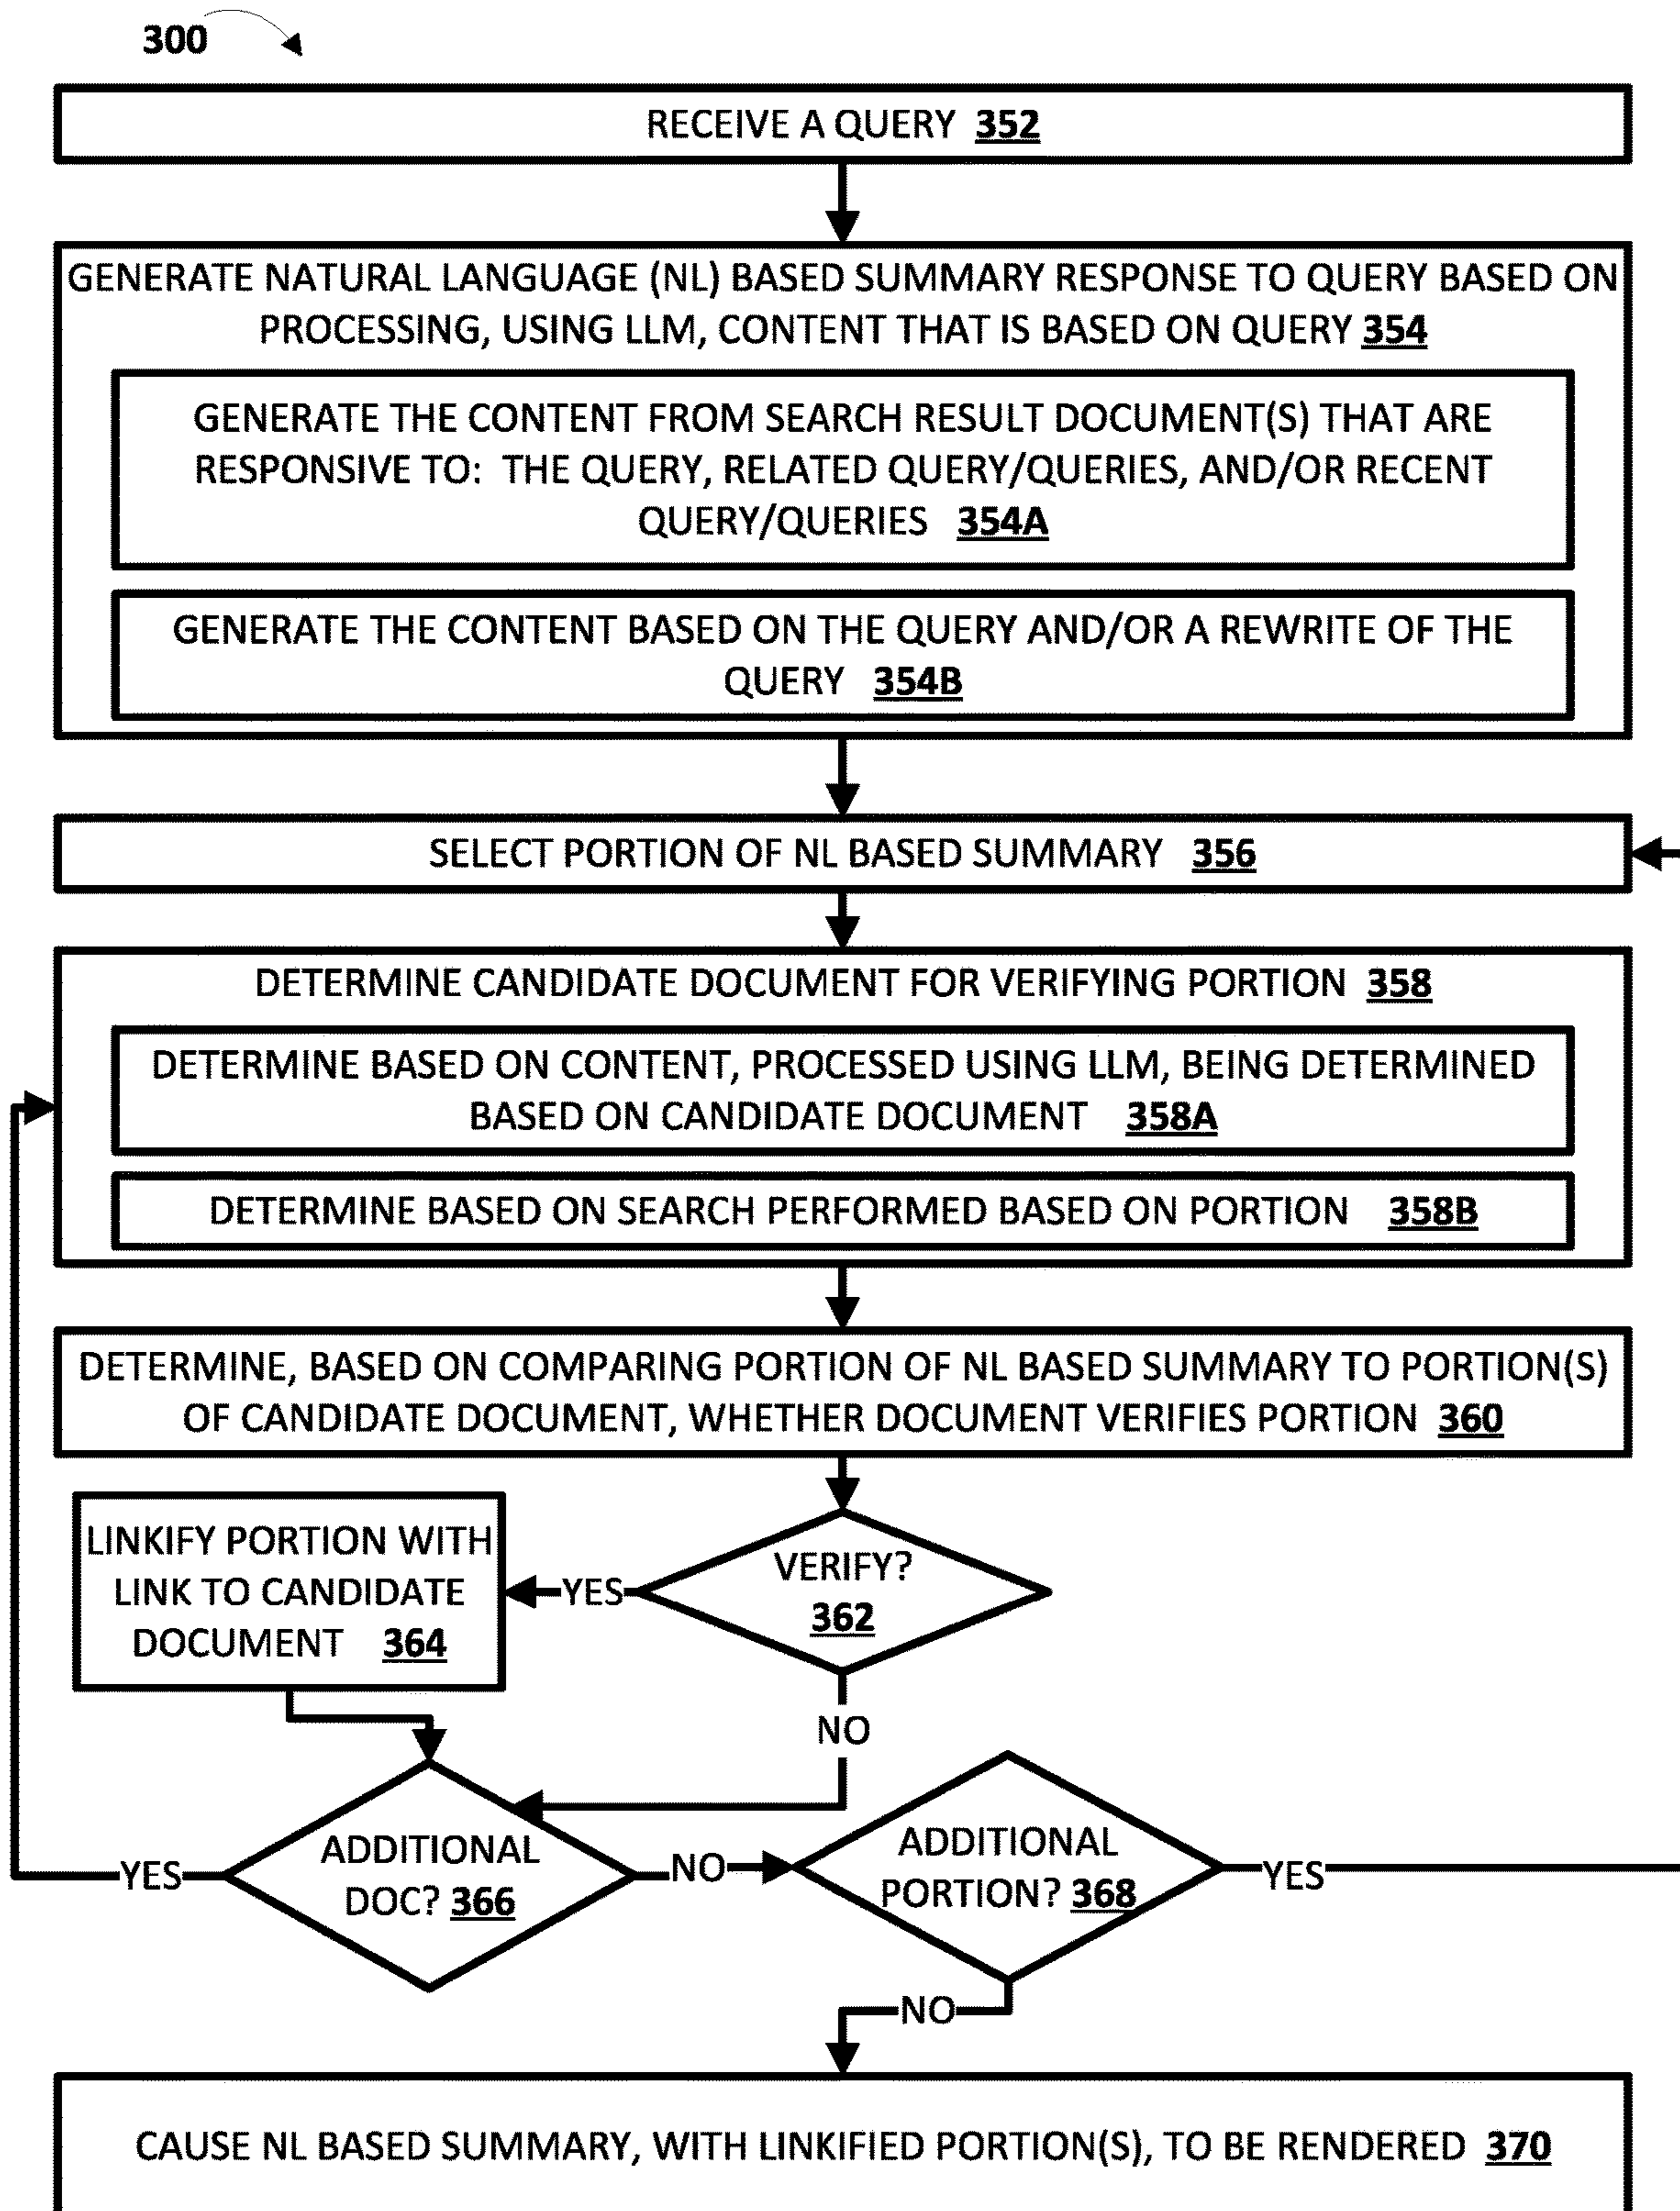 300
RECEIVE A QUERY 352
GENERATE NATURAL LANGUAGE (NL) BASED SUMMARY RESPONSE TO QUERY BASED ON
PROCESSING, USING LLM, CONTENT THAT IS BASED ON QUERY 354
GENERATE THE CONTENT FROM SEARCH RESULT DOCUMENT(S) THAT ARE
RESPONSIVE TO: THE QUERY, RELATED QUERY/QUERIES, AND/OR RECENT
QUERY/QUERIES 354A
GENERATE THE CONTENT BASED ON THE QUERY AND/OR A REWRITE OF THE
QUERY 354B
SELECT PORTION OF NL BASED SUMMARY 356
DETERMINE CANDIDATE DOCUMENT FOR VERIFYING PORTION 358
DETERMINE BASED ON CONTENT, PROCESSED USING LLM, BEING DETERMINED
BASED ON CANDIDATE DOCUMENT 358A
DETERMINE BASED ON SEARCH PERFORMED BASED ON PORTION 358B
DETERMINE, BASED ON COMPARING PORTION OF NL BASED SUMMARY TO PORTION(S)
OF CANDIDATE DOCUMENT, WHETHER DOCUMENT VERIFIES PORTION 360
VERIFY?
362
YES
LINKIFY PORTION WITH
LINK TO CANDIDATE
DOCUMENT 364
NO
ADDITIONAL
DOC? 366
YES
NO
ADDITIONAL
PORTION? 368
YES
NO
CAUSE NL BASED SUMMARY, WITH LINKIFIED PORTION(S), TO BE RENDERED 370